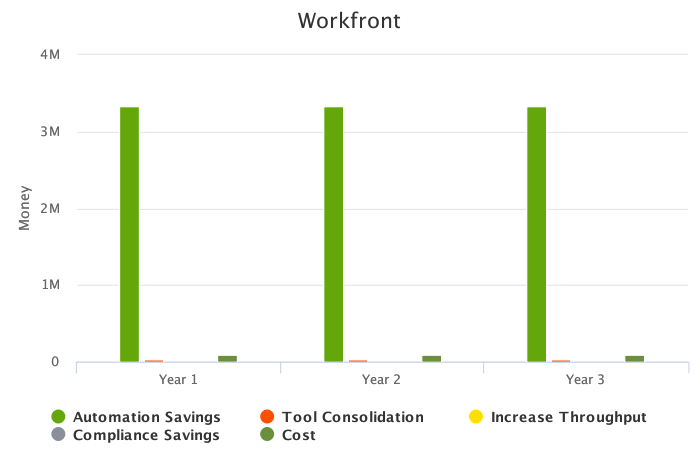 Workfront
4M
3M
2M
1M
0
Money
Year 1 Year 2 Year 3
Automation Savings Tool Consolidation Increase Throughput
Compliance Savings Cost